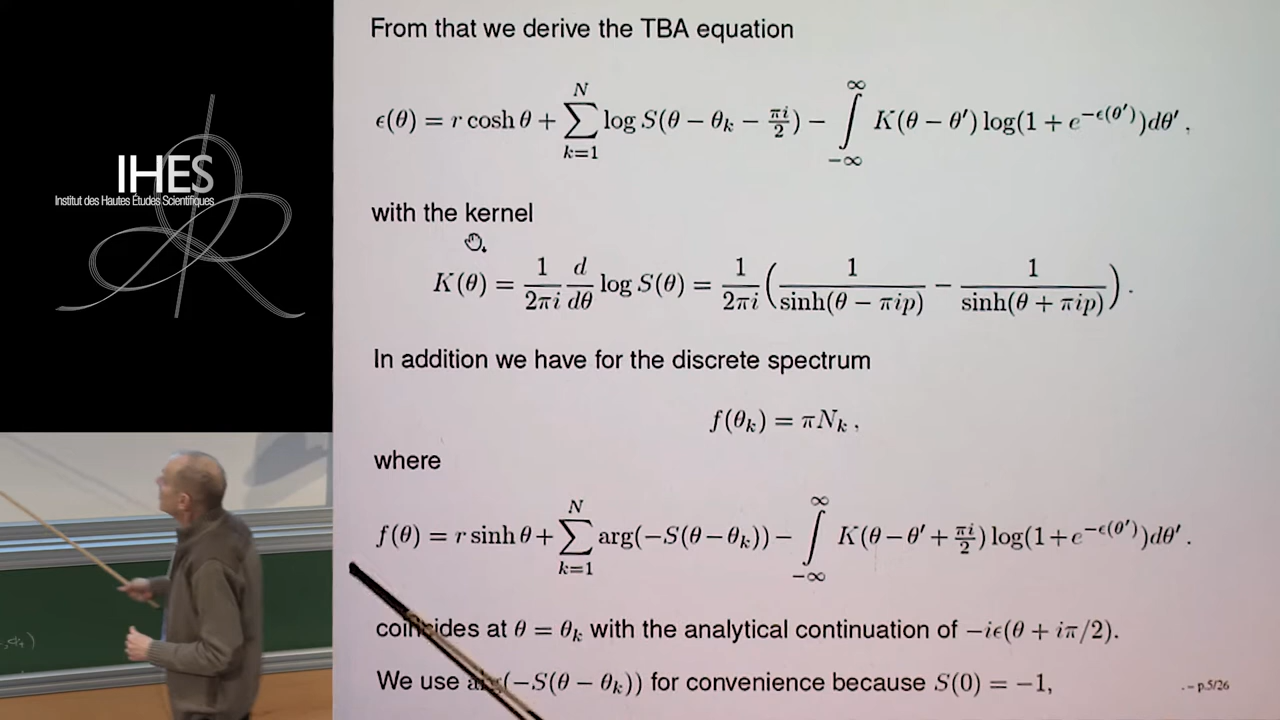 IHES
Institut des Hautes Études Scientifiques
From that we derive the TBA equation
ϵ(θ) = r cosh θ + ∑_{k=1}^{N} log S(θ − θ_k − πi/2) − ∫_{−∞}^{∞} K(θ − θ′) log(1 + e^{−ϵ(θ′)})dθ′ ,
with the kernel
K(θ) = 1/(2πi) d/dθ log S(θ) = 1/(2πi) ( 1/sinh(θ − πip) − 1/sinh(θ + πip) ) .
In addition we have for the discrete spectrum
f(θ_k) = πN_k ,
where
f(θ) = r sinh θ + ∑_{k=1}^{N} arg(−S(θ−θ_k)) − ∫_{−∞}^{∞} K(θ−θ′ + πi/2) log(1+e^{−ϵ(θ′)})dθ′ .
coincides at θ = θ_k with the analytical continuation of −iϵ(θ + iπ/2).
We use arg(−S(θ − θ_k)) for convenience because S(0) = −1,
. – p.5/26